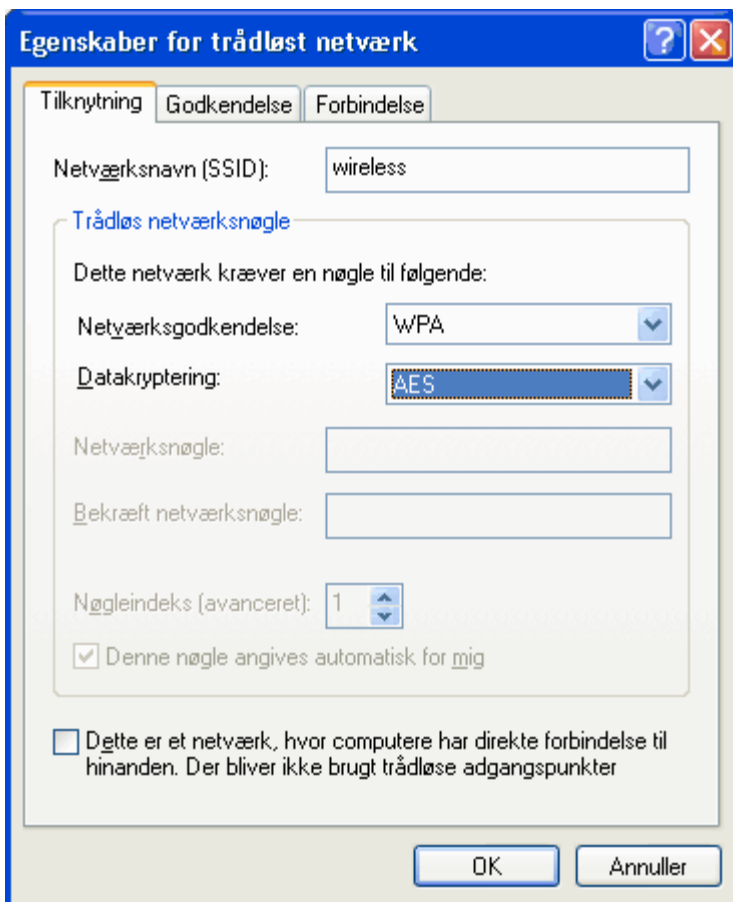 Egenskaber for trådløst netværk
Tilknytning Godkendelse Forbindelse
Netværksnavn (SSID): wireless
Trådløs netværksnøgle
Dette netværk kræver en nøgle til følgende:
Netværksgodkendelse: WPA
Datakryptering: AES
Netværksnøgle:
Bekræft netværksnøgle:
Nøgleindeks (avanceret): 1
Denne nøgle angives automatisk for mig
Dette er et netværk, hvor computere har direkte forbindelse til
hinanden. Der bliver ikke brugt trådløse adgangspunkter
OK Annuller